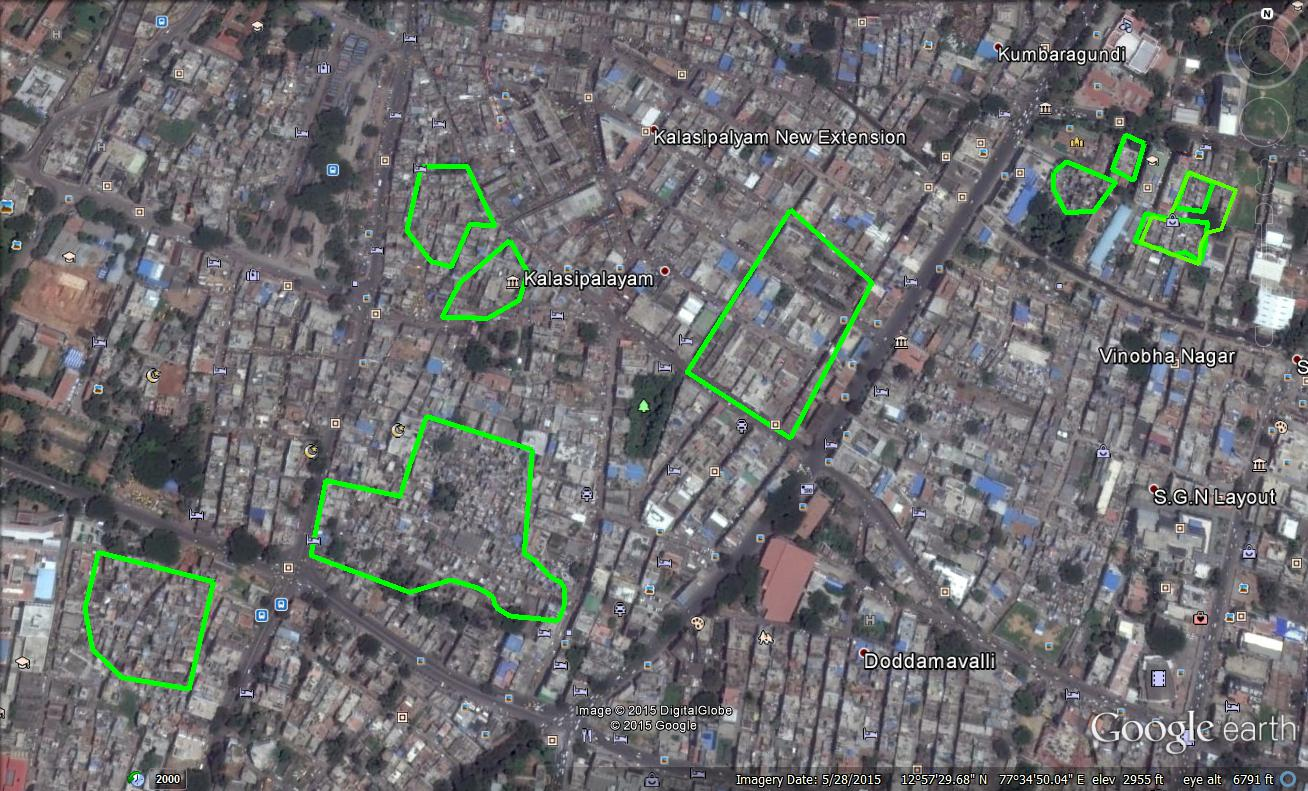 N
Kumbaragundi
Kalasipalyam New Extension
Kalasipalayam
Vinobha Nagar
S
S.G.N Layout
Doddamavalli
Image © 2015 DigitalGlobe
© 2015 Google
Google earth
2000
Imagery Date: 5/28/2015 12°57'29.68" N 77°34'50.04" E elev 2955 ft eye alt 6791 ft